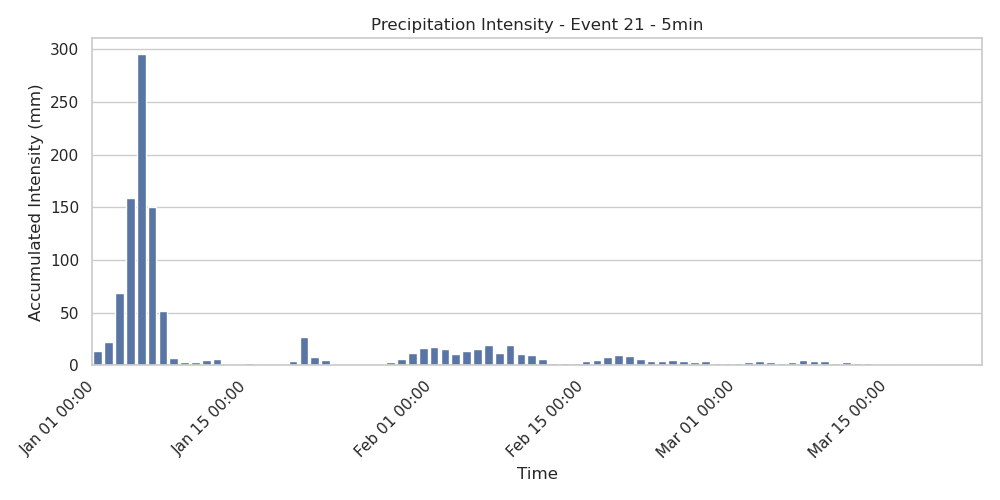 Precipitation Intensity - Event 21 - 5min
Accumulated Intensity (mm)
300
250
200
150
100
50
0
Jan 01 00:00
Jan 15 00:00
Feb 01 00:00
Feb 15 00:00
Mar 01 00:00
Mar 15 00:00
Time